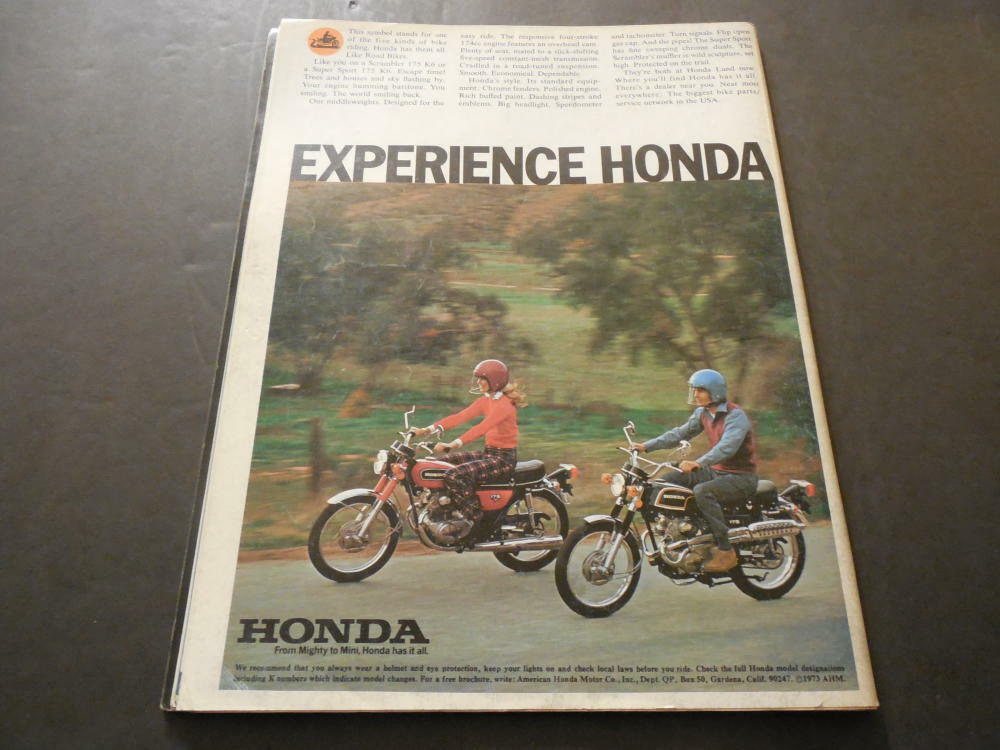 This symbol stands for one
of the five kinds of bike
riding. Honda has them all.
Like Road Bikes.
Like you on a Scrambler 175 K6 or
a Super Sport 175 K6. Escape time!
Trees and houses and sky flashing by.
Your engine humming baritone. You
smiling. The world smiling back.
Our middleweights. Designed for the
easy ride. The responsive four-stroke
174cc engine features an overhead cam.
Plenty of seat, mated to a slick-shifting
five-speed constant-mesh transmission.
Cradled in a road-tuned suspension.
Smooth. Economical. Dependable.
Honda's style. Its standard equip-
ment: Chrome fenders. Polished engine.
Rich buffed paint. Dashing stripes and
emblems. Big headlight. Speedometer
and tachometer. Turn signals. Flip open
gas cap. And the pipes! The Super Sport
has fine sweeping chrome duals. The
Scrambler's muffler is wild sculpture, set
high. Protected on the trail.
They're both at Honda Land now.
Where you'll find Honda has it all.
There's a dealer near you. Near most
everywhere: The biggest bike parts/
service network in the USA.
EXPERIENCE HONDA
HONDA
175
HONDA
175
HONDA
From Mighty to Mini, Honda has it all.
We recommend that you always wear a helmet and eye protection, keep your lights on and check local laws before you ride. Check the full Honda model designations
including K numbers which indicate model changes. For a free brochure, write: American Honda Motor Co., Inc., Dept. QP, Box 50, Gardena, Calif. 90247. ©1973 AHM.